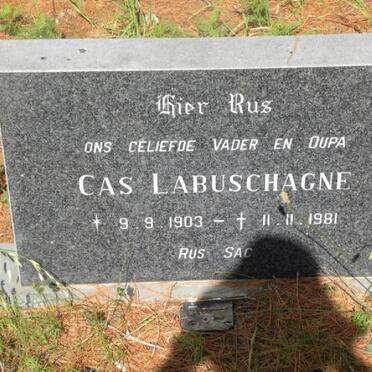 Hier Rus
ONS GELIEFDE VADER EN OUPA
CAS LABUSCHAGNE
* 9.9.1903 – † 11.11.1981
RUS SAG